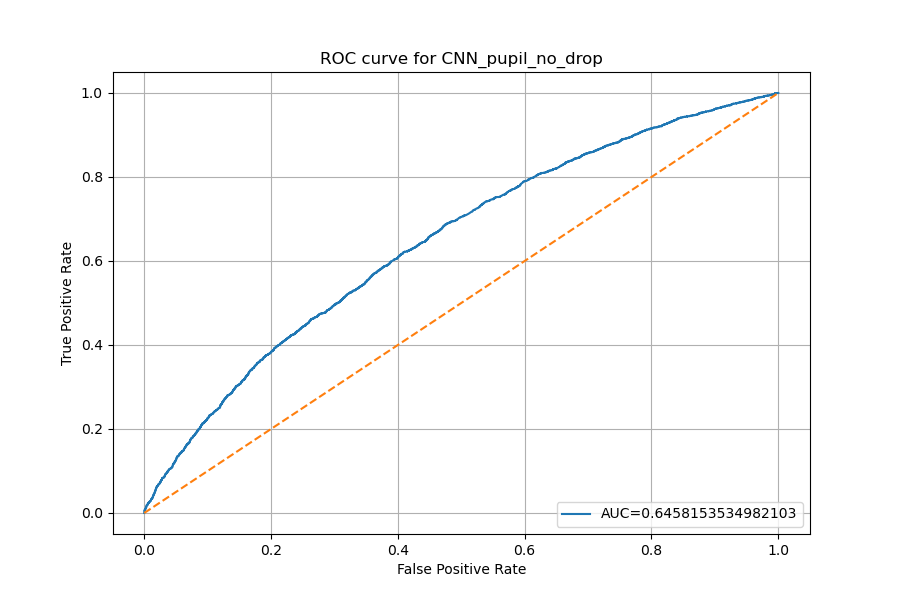 ROC curve for CNN_pupil_no_drop
1.0
0.8
0.6
0.4
0.2
0.0
True Positive Rate
AUC=0.6458153534982103
0.0 0.2 0.4 0.6 0.8 1.0
False Positive Rate